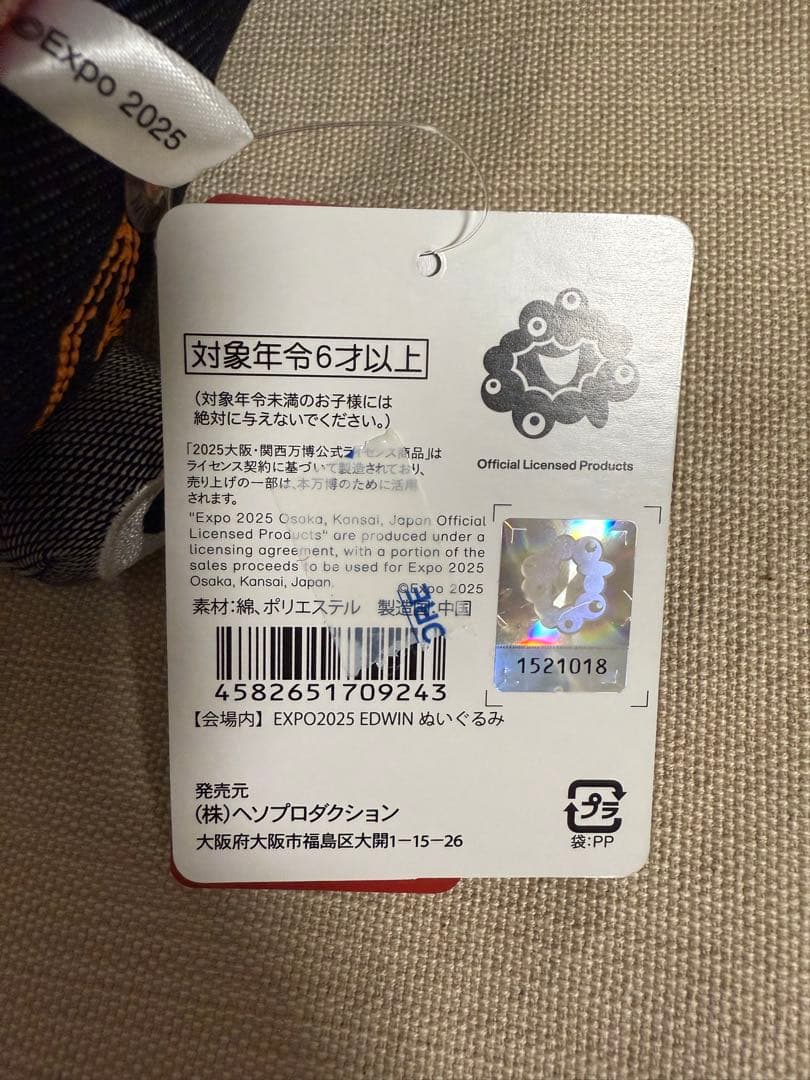 ©Expo 2025
対象年令6才以上
(対象年令未満のお子様には
絶対に与えないでください。)
「2025大阪・関西万博公式ライセンス商品」は
ライセンス契約に基づいて製造されており、
売り上げの一部は、本万博のために活用
されます。
"Expo 2025 Osaka, Kansai, Japan Official
Licensed Products" are produced under a
licensing agreement, with a portion of the
sales proceeds to be used for Expo 2025
Osaka, Kansai, Japan.
©Expo 2025
素材:綿、ポリエステル 製造国:中国
4582651709243
【会場内】EXPO2025 EDWIN ぬいぐるみ
発売元
(株)ヘソプロダクション
大阪府大阪市福島区大開1-15-26
Official Licensed Products
1521018
プラ
袋:PP